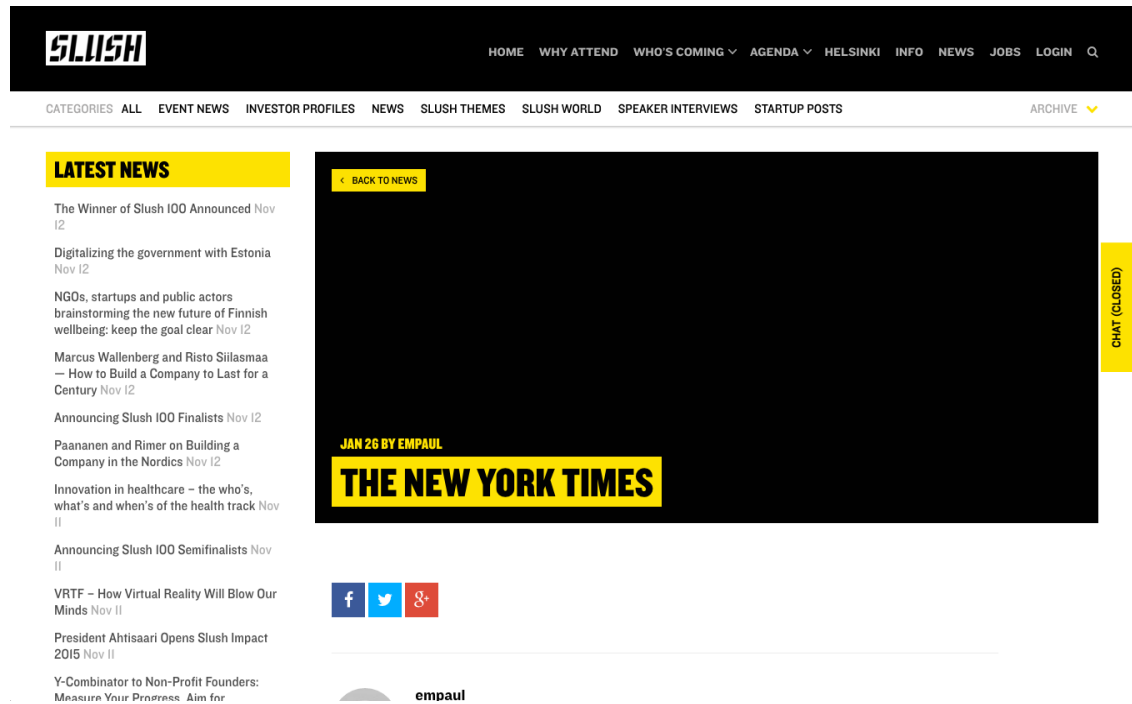 SLUSH
HOME WHY ATTEND WHO'S COMING AGENDA HELSINKI INFO NEWS JOBS LOGIN
CATEGORIES ALL EVENT NEWS INVESTOR PROFILES NEWS SLUSH THEMES SLUSH WORLD SPEAKER INTERVIEWS STARTUP POSTS ARCHIVE
LATEST NEWS
The Winner of Slush 100 Announced Nov
12
Digitalizing the government with Estonia
Nov 12
NGOs, startups and public actors
brainstorming the new future of Finnish
wellbeing: keep the goal clear Nov 12
Marcus Wallenberg and Risto Siilasmaa
— How to Build a Company to Last for a
Century Nov 12
Announcing Slush 100 Finalists Nov 12
Paananen and Rimer on Building a
Company in the Nordics Nov 12
Innovation in healthcare – the who's,
what's and when's of the health track Nov
11
Announcing Slush 100 Semifinalists Nov
11
VRTF – How Virtual Reality Will Blow Our
Minds Nov 11
President Ahtisaari Opens Slush Impact
2015 Nov 11
Y-Combinator to Non-Profit Founders:
Measure Your Progress, Aim for
< BACK TO NEWS
JAN 26 BY EMPAUL
THE NEW YORK TIMES
f g+
empaul
CHAT (CLOSED)